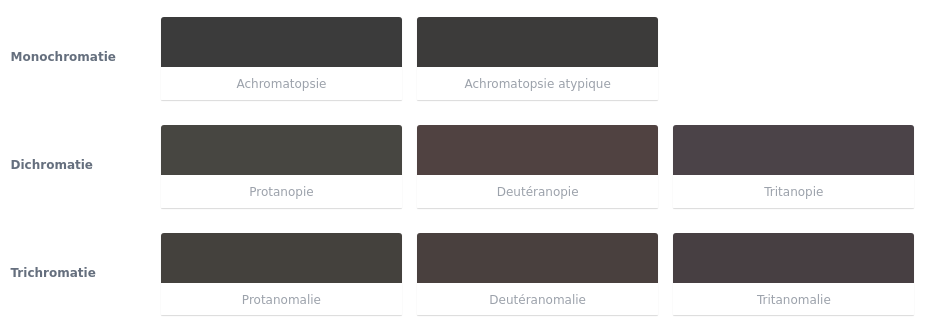 Monochromatie
Achromatopsie
Achromatopsie atypique
Dichromatie
Protanopie
Deutéranopie
Tritanopie
Trichromatie
Protanomalie
Deutéranomalie
Tritanomalie